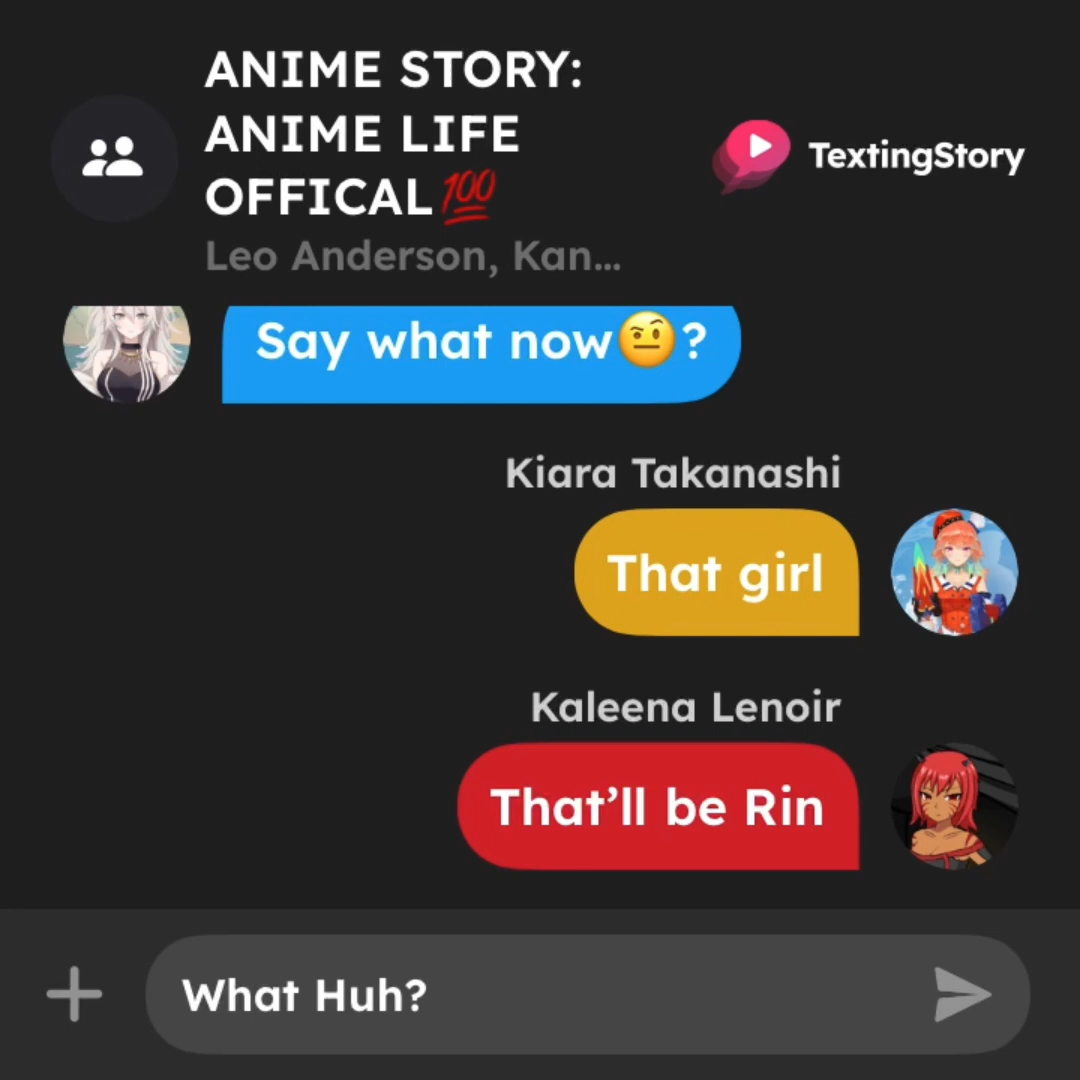 ANIME STORY:
ANIME LIFE
OFFICAL💯
TextingStory
Leo Anderson, Kan...
Say what now🤨?
Kiara Takanashi
That girl
Kaleena Lenoir
That’ll be Rin
What Huh?